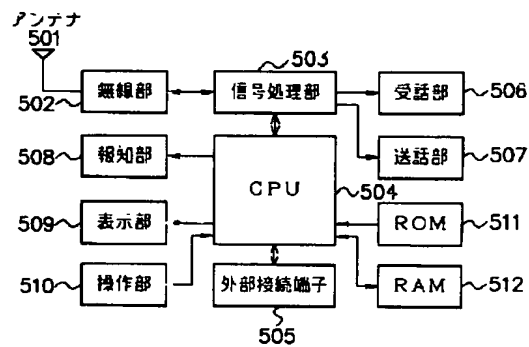 アンテナ
501
503
502
無線部
信号処理部
受話部
506
508
報知部
送話部
507
CPU
504
509
表示部
ROM
511
510
操作部
外部接続端子
RAM
512
505